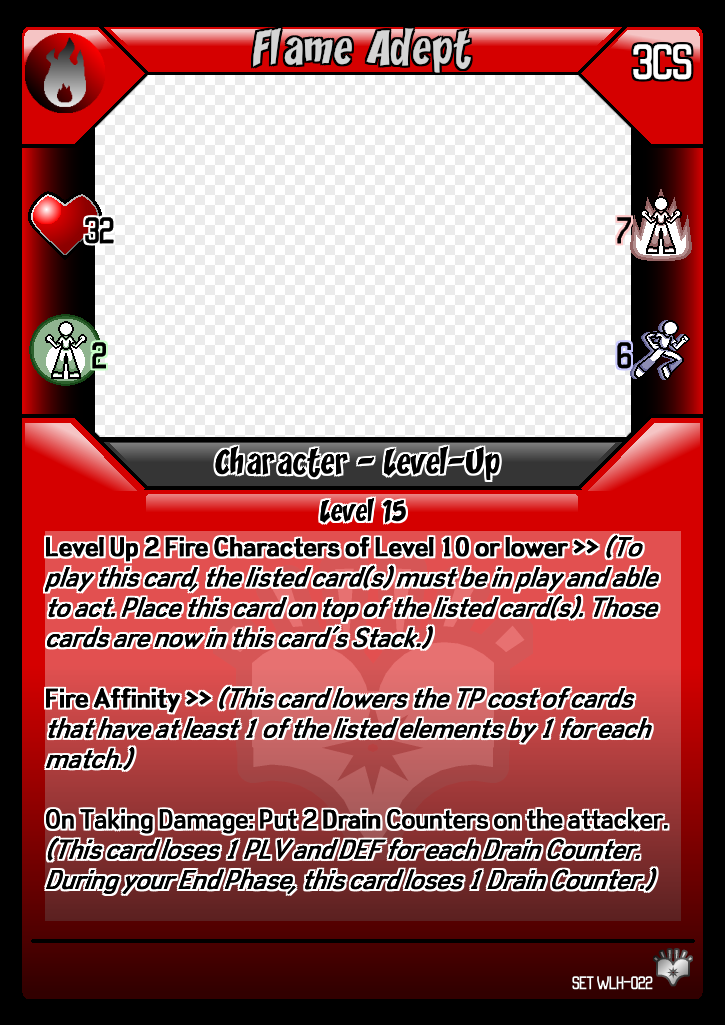 Flame Adept
3CS
32
7
2
6
Character - Level-Up
Level 15
Level Up 2 Fire Characters of Level 10 or lower >> (To
play this card, the listed card(s) must be in play and able
to act. Place this card on top of the listed card(s). Those
cards are now in this card's Stack.)
Fire Affinity >> (This card lowers the TP cost of cards
that have at least 1 of the listed elements by 1 for each
match.)
On Taking Damage: Put 2 Drain Counters on the attacker.
(This card loses 1 PLV and DEF for each Drain Counter.
During your End Phase, this card loses 1 Drain Counter.)
SET WLH-022